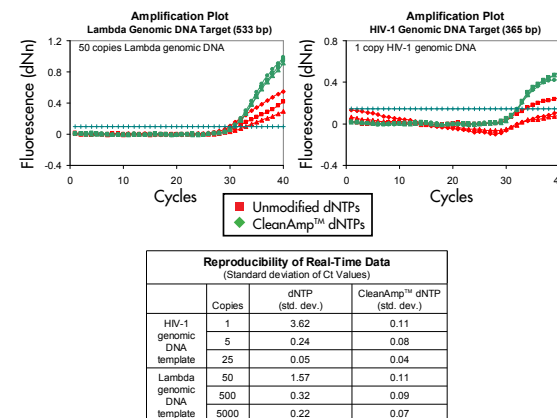 Amplification Plot
Lambda Genomic DNA Target (533 bp)
50 copies Lambda genomic DNA
Fluorescence (dNn)
1.2
0.8
0.4
0
-0.4
0 10 20 30 40
Cycles
Amplification Plot
HIV-1 Genomic DNA Target (365 bp)
1 copy HIV-1 genomic DNA
Fluorescence (dNn)
0.8
0.4
0
-0.4
0 10 20 30
Cycles
Unmodified dNTPs
CleanAmp™ dNTPs
Reproducibility of Real-Time Data
(Standard deviation of Ct Values)
Copies dNTP (std. dev.) CleanAmp™ dNTP (std. dev.)
HIV-1 genomic DNA template
1 3.62 0.11
5 0.24 0.08
25 0.05 0.04
Lambda genomic DNA template
50 1.57 0.11
500 0.32 0.09
5000 0.22 0.07